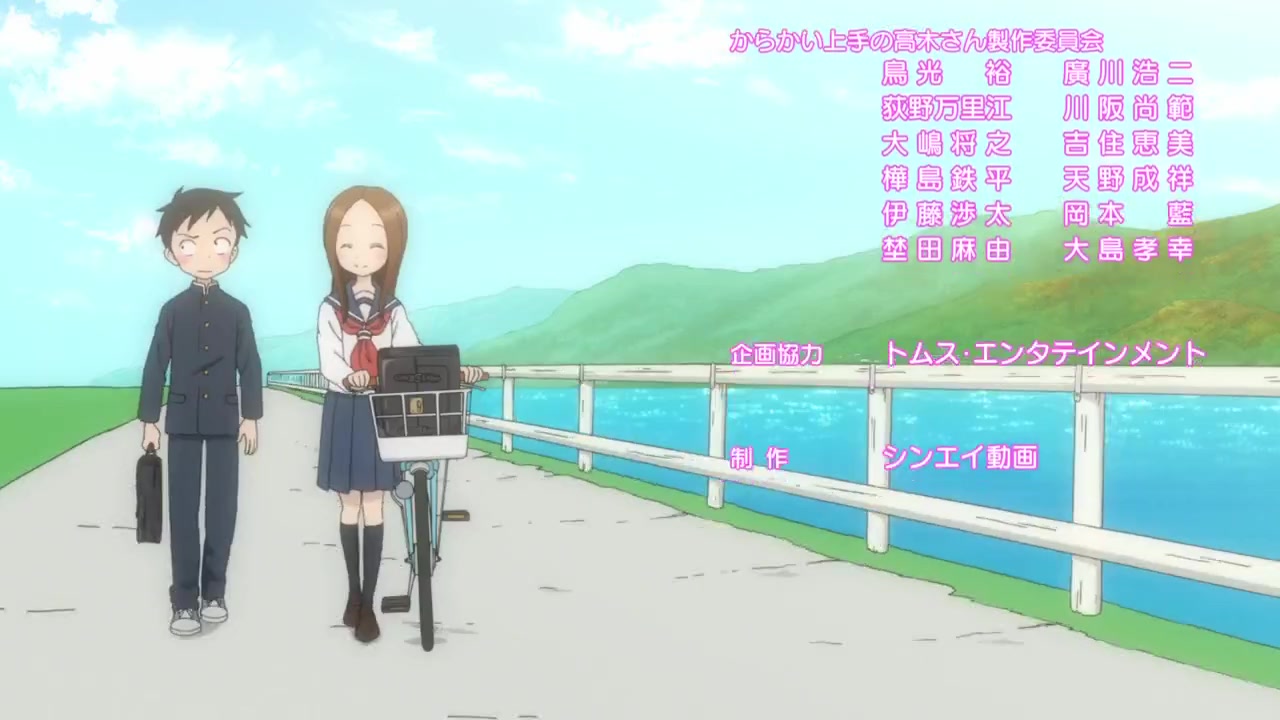 からかい上手の高木さん製作委員会
鳥光 裕 廣川浩二
荻野万里江 川阪尚範
大嶋将之 吉住恵美
樺島鉄平 天野成祥
伊藤渉太 岡本 藍
埜田麻由 大島孝幸
企画協力 トムス・エンタテインメント
制作 シンエイ動画